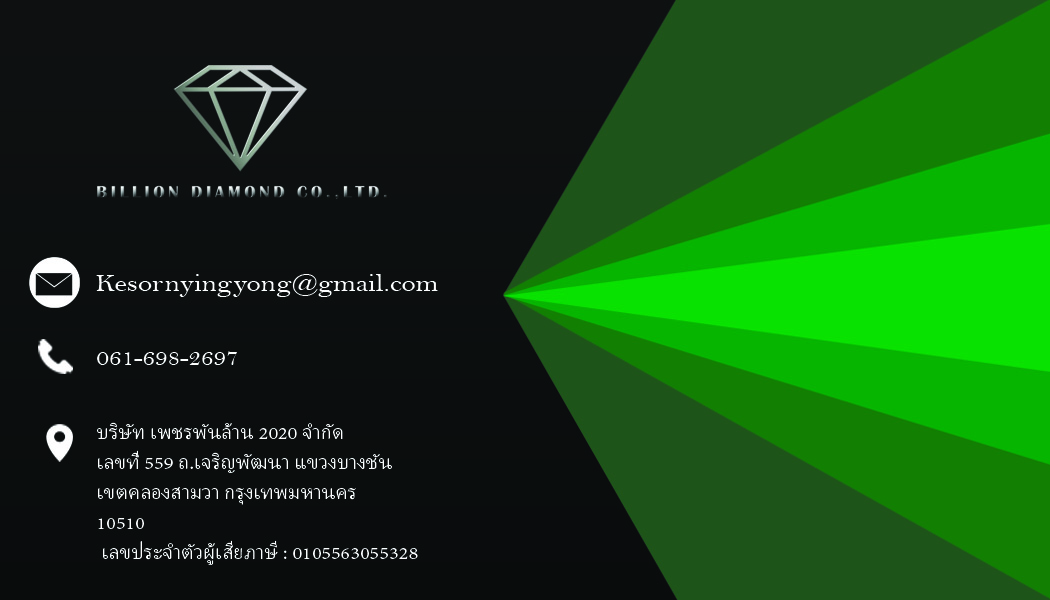 BILLION DIAMOND CO.,LTD.
Kesornyingyong@gmail.com
061-698-2697
บริษัท เพชรพันล้าน 2020 จำกัด
เลขที่ 559 ถ.เจริญพัฒนา แขวงบางชัน
เขตคลองสามวา กรุงเทพมหานคร
10510
เลขประจำตัวผู้เสียภาษี : 0105563055328